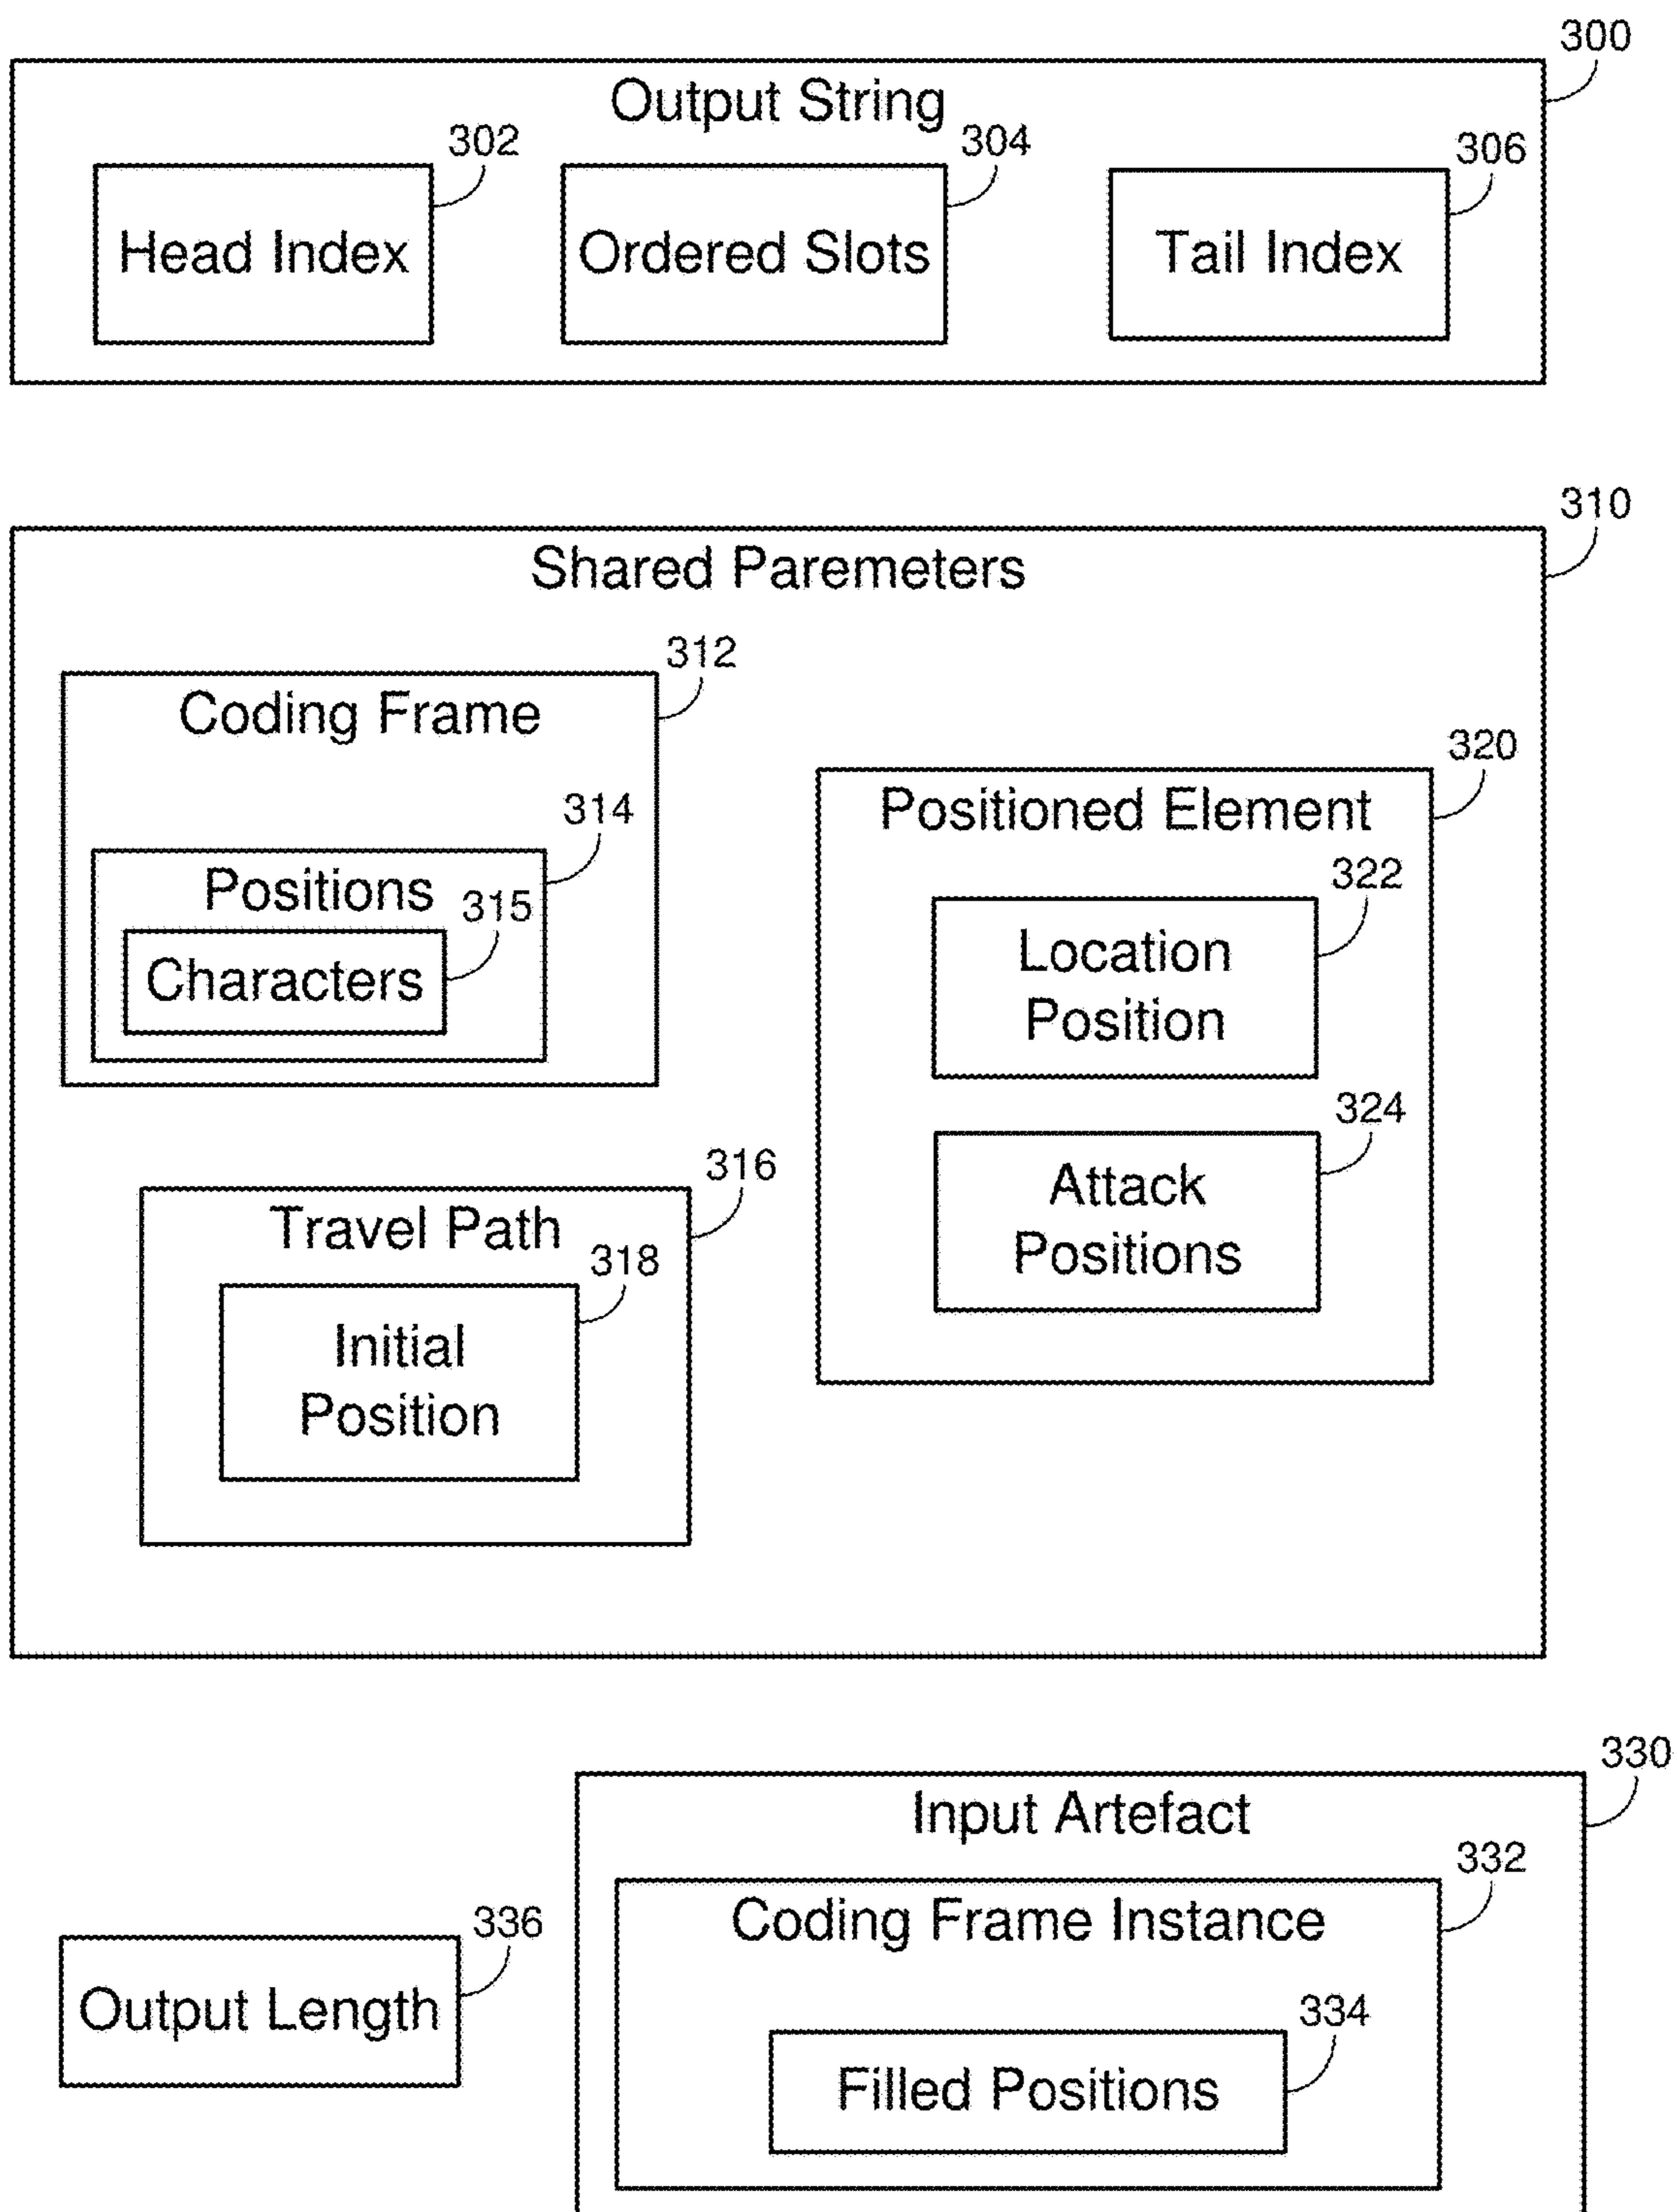 300
Output String
302
304
306
Head Index
Ordered Slots
Tail Index
310
Shared Paremeters
312
Coding Frame
314
Positions
315
Characters
320
Positioned Element
322
Location
Position
324
Attack
Positions
316
Travel Path
318
Initial
Position
330
Input Artefact
332
Coding Frame Instance
334
Filled Positions
336
Output Length